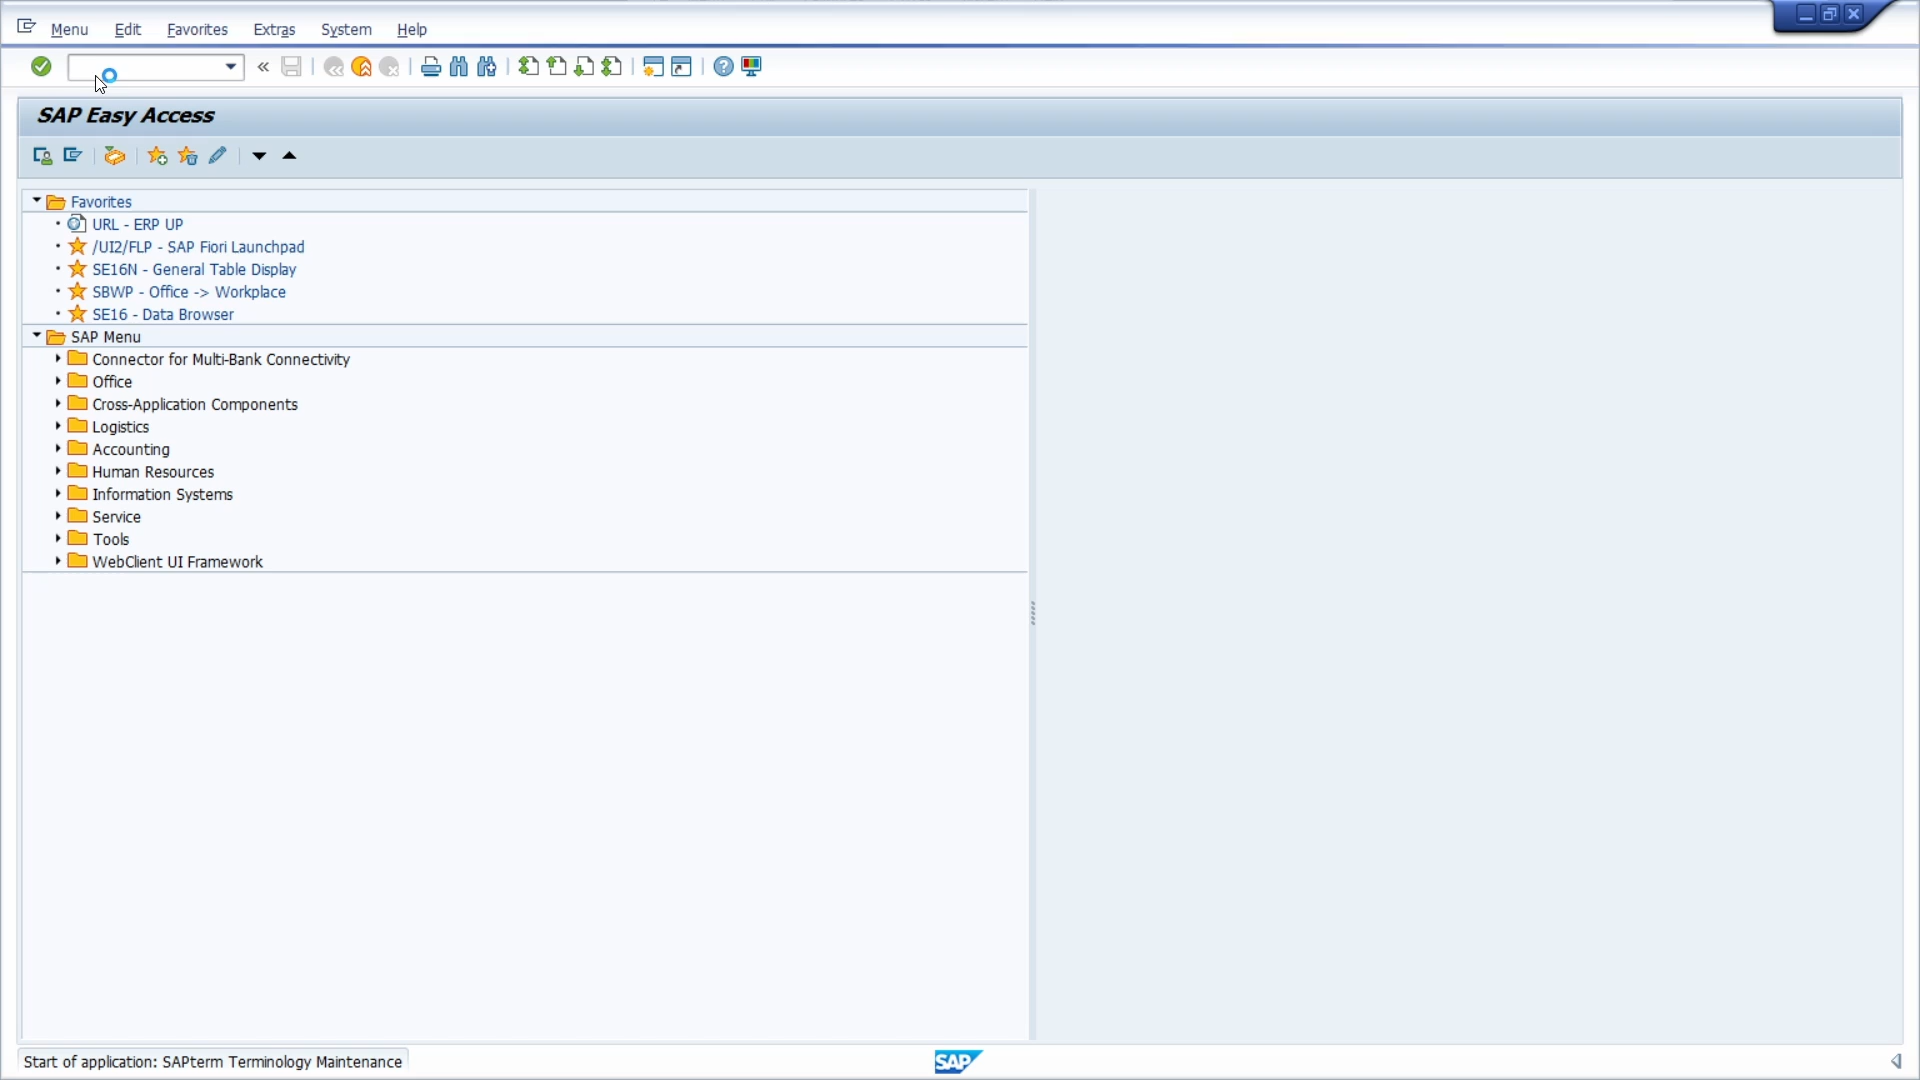 Menu Edit Favorites Extras System Help
SAP Easy Access
Favorites
URL - ERP UP
/UI2/FLP - SAP Fiori Launchpad
SE16N - General Table Display
SBWP - Office -> Workplace
SE16 - Data Browser
SAP Menu
Connector for Multi-Bank Connectivity
Office
Cross-Application Components
Logistics
Accounting
Human Resources
Information Systems
Service
Tools
WebClient UI Framework
Start of application: SAPterm Terminology Maintenance
SAP